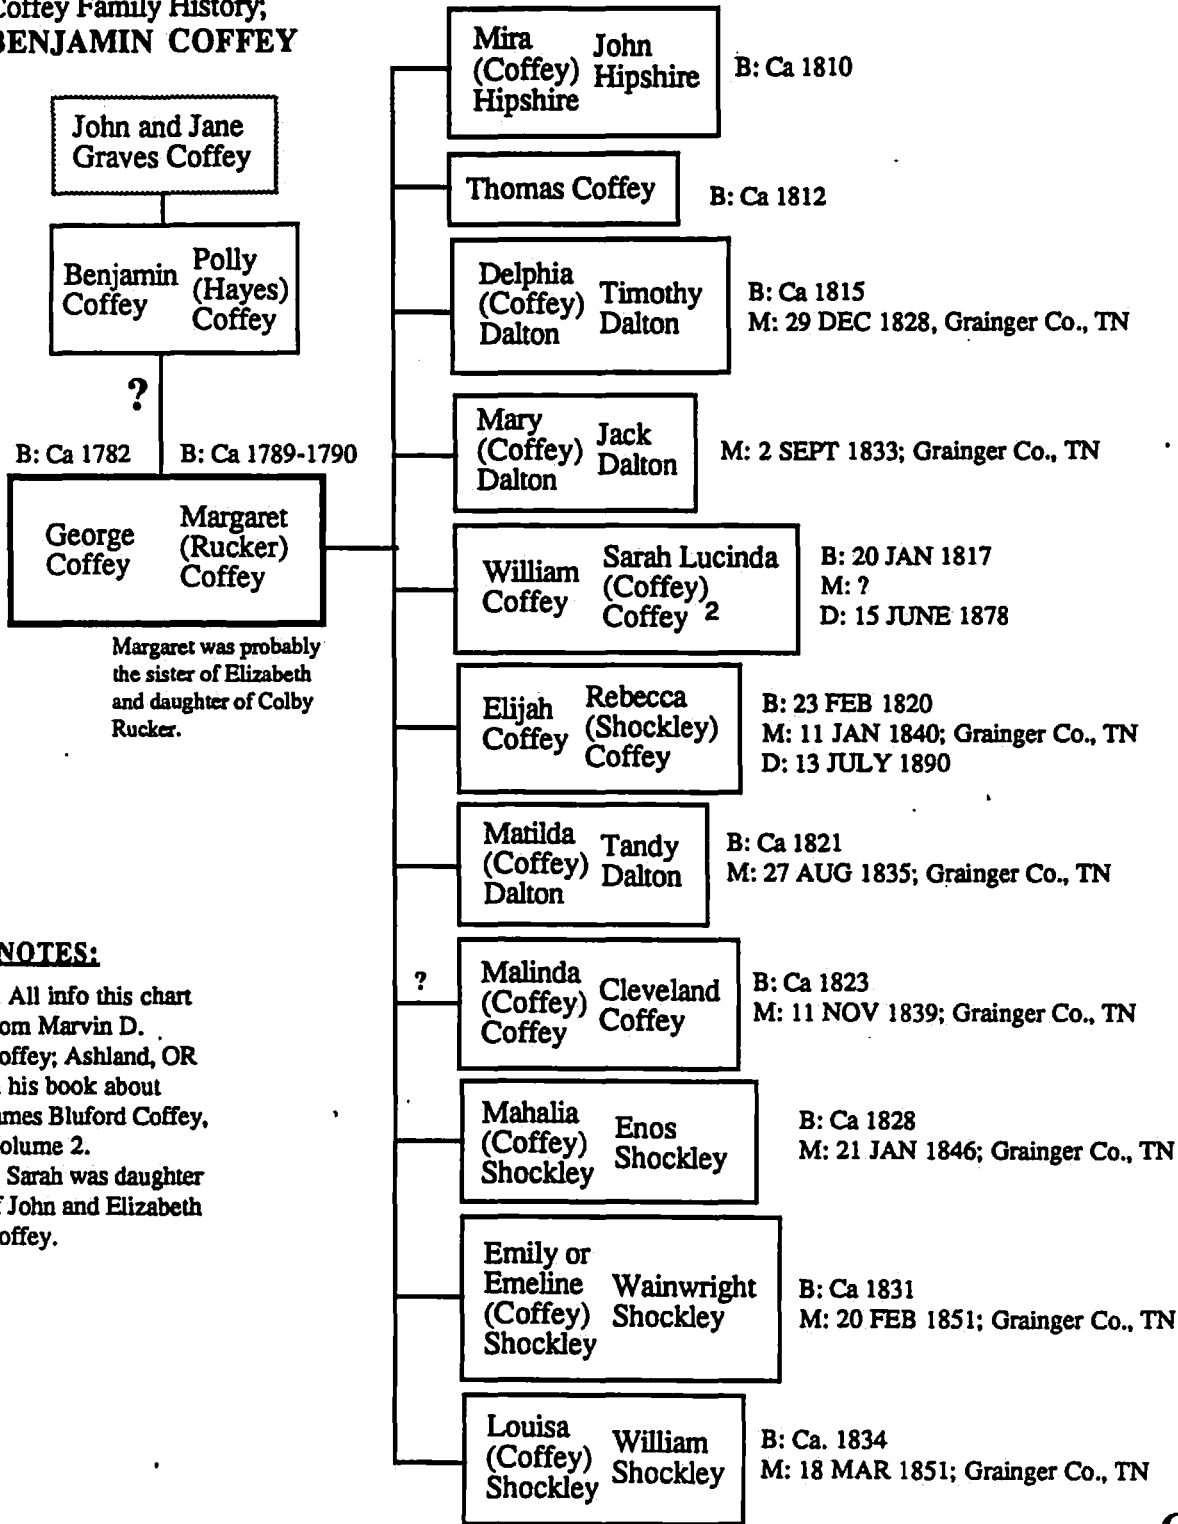 Coffey Family History;
BENJAMIN COFFEY
John and Jane
Graves Coffey
Benjamin
Coffey
Polly
(Hayes)
Coffey
?
B: Ca 1782
B: Ca 1789-1790
George
Coffey
Margaret
(Rucker)
Coffey
Margaret was probably
the sister of Elizabeth
and daughter of Colby
Rucker.
Mira
(Coffey)
Hipshire
John
Hipshire
B: Ca 1810
Thomas Coffey
B: Ca 1812
Delphia
(Coffey)
Dalton
Timothy
Dalton
B: Ca 1815
M: 29 DEC 1828, Grainger Co., TN
Mary
(Coffey)
Dalton
Jack
Dalton
M: 2 SEPT 1833; Grainger Co., TN
William
Coffey
Sarah Lucinda
(Coffey)
Coffey 2
B: 20 JAN 1817
M: ?
D: 15 JUNE 1878
Elijah
Coffey
Rebecca
(Shockley)
Coffey
B: 23 FEB 1820
M: 11 JAN 1840; Grainger Co., TN
D: 13 JULY 1890
Matilda
(Coffey)
Dalton
Tandy
Dalton
B: Ca 1821
M: 27 AUG 1835; Grainger Co., TN
?
Malinda
(Coffey)
Coffey
Cleveland
Coffey
B: Ca 1823
M: 11 NOV 1839; Grainger Co., TN
Mahalia
(Coffey)
Shockley
Enos
Shockley
B: Ca 1828
M: 21 JAN 1846; Grainger Co., TN
Emily or
Emeline
(Coffey)
Shockley
Wainwright
Shockley
B: Ca 1831
M: 20 FEB 1851; Grainger Co., TN
Louisa
(Coffey)
Shockley
William
Shockley
B: Ca. 1834
M: 18 MAR 1851; Grainger Co., TN
NOTES:
All info this chart
om Marvin D.
offey; Ashland, OR
his book about
ames Bluford Coffey,
olume 2.
Sarah was daughter
f John and Elizabeth
offey.